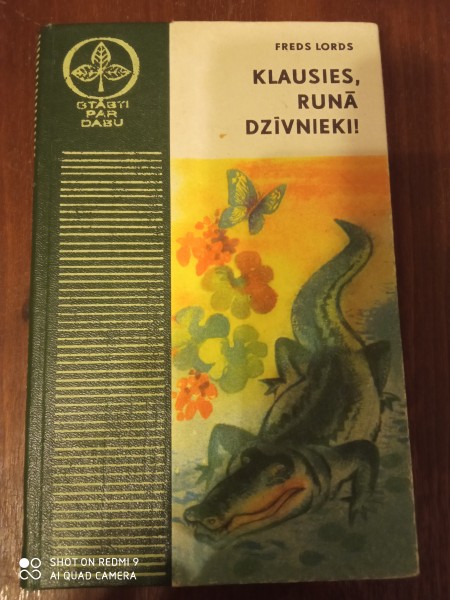 STĀSTI
PAR
DABU
FREDS LORDS
KLAUSIES,
RUNĀ
DZĪVNIEKI!
SHOT ON REDMI 9
AI QUAD CAMERA